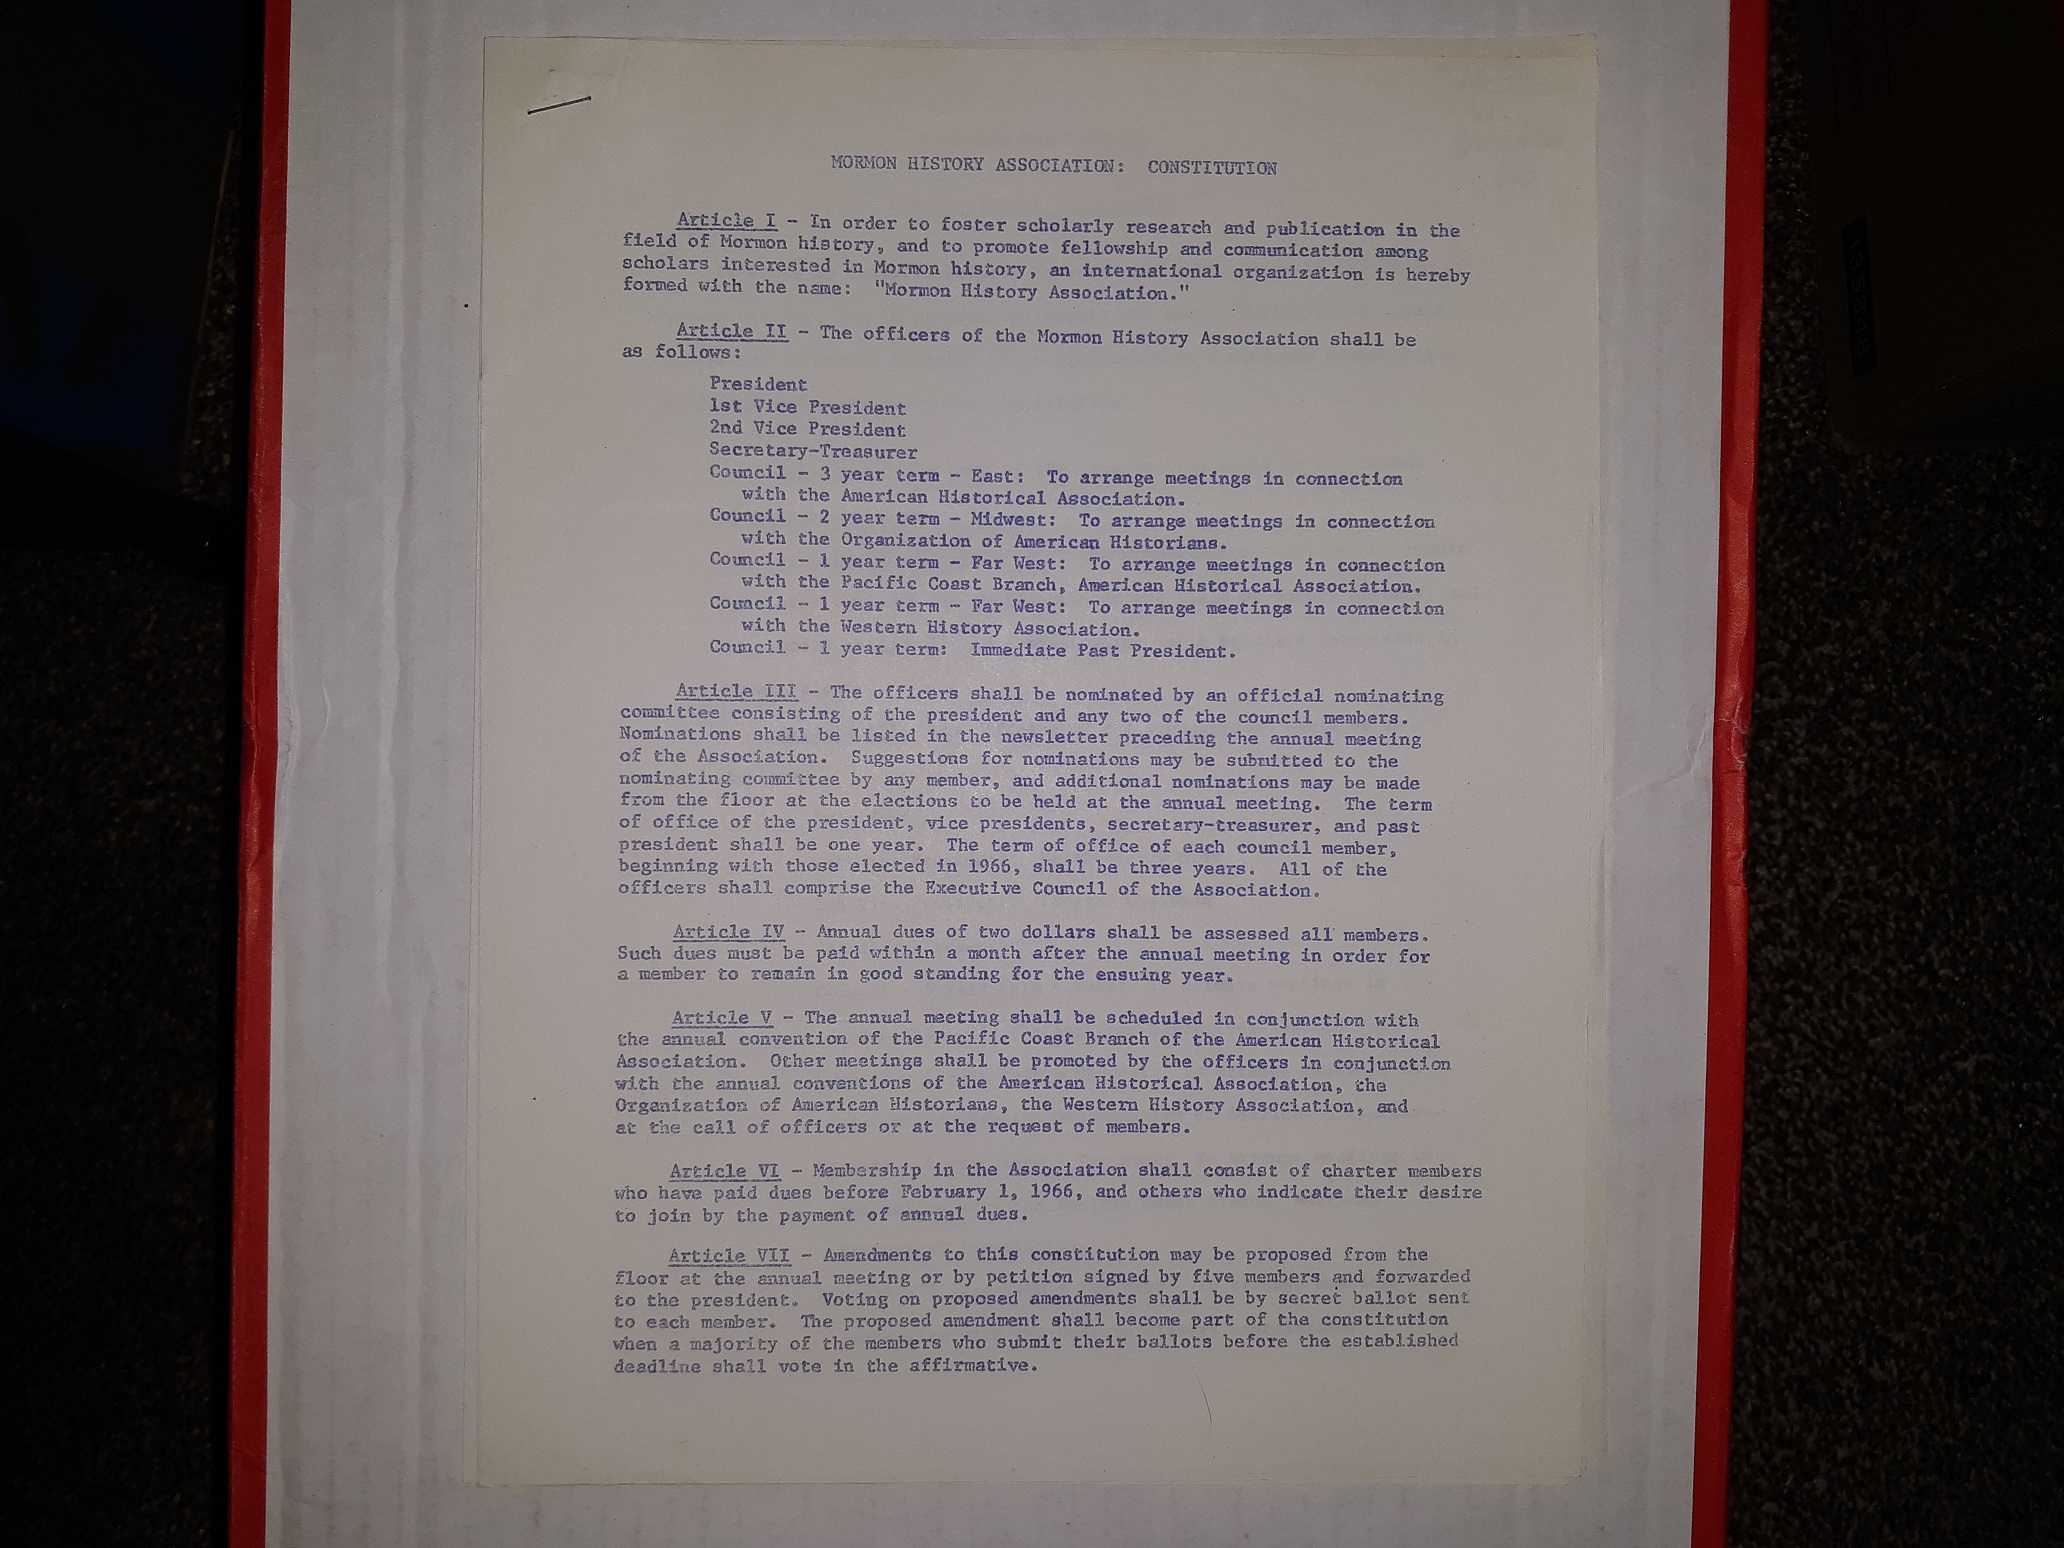 MORMON HISTORY ASSOCIATION: CONSTITUTION
Article I - In order to foster scholarly research and publication in the
field of Mormon history, and to promote fellowship and communication among
scholars interested in Mormon history, an international organization is hereby
formed with the name: "Mormon History Association."
Article II - The officers of the Mormon History Association shall be
as follows:
President
1st Vice President
2nd Vice President
Secretary-Treasurer
Council - 3 year term - East: To arrange meetings in connection
with the American Historical Association.
Council - 2 year term - Midwest: To arrange meetings in connection
with the Organization of American Historians.
Council - 1 year term - Far West: To arrange meetings in connection
with the Pacific Coast Branch, American Historical Association.
Council - 1 year term - Far West: To arrange meetings in connection
with the Western History Association.
Council - 1 year term: Immediate Past President.
Article III - The officers shall be nominated by an official nominating
committee consisting of the president and any two of the council members.
Nominations shall be listed in the newsletter preceding the annual meeting
of the Association. Suggestions for nominations may be submitted to the
nominating committee by any member, and additional nominations may be made
from the floor at the elections to be held at the annual meeting. The term
of office of the president, vice presidents, secretary-treasurer, and past
president shall be one year. The term of office of each council member,
beginning with those elected in 1966, shall be three years. All of the
officers shall comprise the Executive Council of the Association.
Article IV - Annual dues of two dollars shall be assessed all members.
Such dues must be paid within a month after the annual meeting in order for
a member to remain in good standing for the ensuing year.
Article V - The annual meeting shall be scheduled in conjunction with
the annual convention of the Pacific Coast Branch of the American Historical
Association. Other meetings shall be promoted by the officers in conjunction
with the annual conventions of the American Historical Association, the
Organization of American Historians, the Western History Association, and
at the call of officers or at the request of members.
Article VI - Membership in the Association shall consist of charter members
who have paid dues before February 1, 1966, and others who indicate their desire
to join by the payment of annual dues.
Article VII - Amendments to this constitution may be proposed from the
floor at the annual meeting or by petition signed by five members and forwarded
to the president. Voting on proposed amendments shall be by secret ballot sent
to each member. The proposed amendment shall become part of the constitution
when a majority of the members who submit their ballots before the established
deadline shall vote in the affirmative.